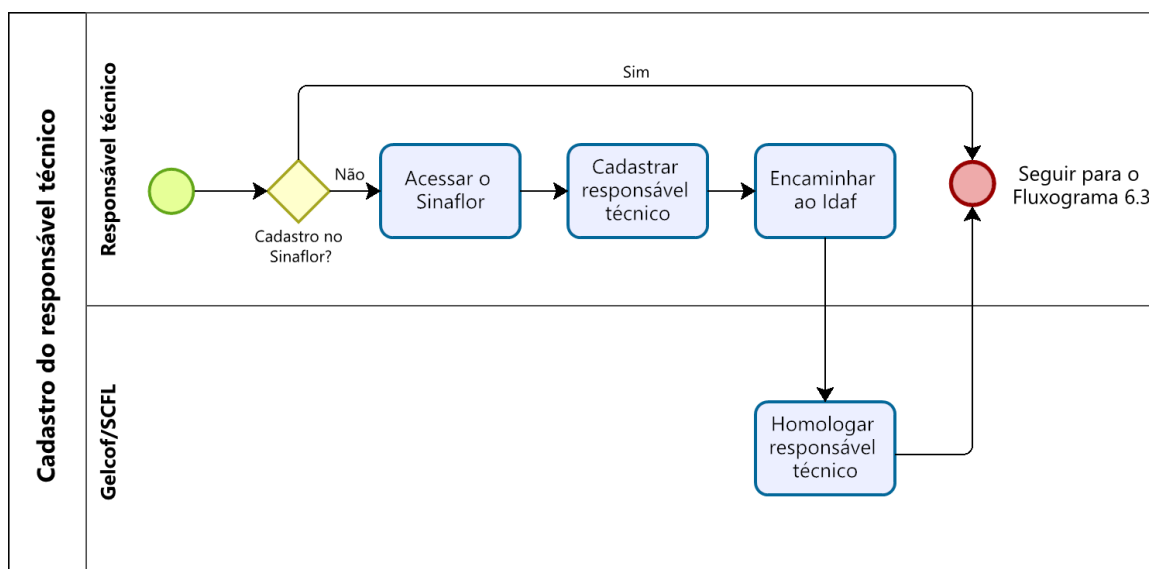 Cadastro do responsável técnico
Responsável técnico
Sim
Não
Cadastro no
Sinaflor?
Acessar o
Sinaflor
Cadastrar
responsável
técnico
Encaminhar
ao Idaf
Seguir para o
Fluxograma 6.3
Gelcof/SCFL
Homologar
responsável
técnico